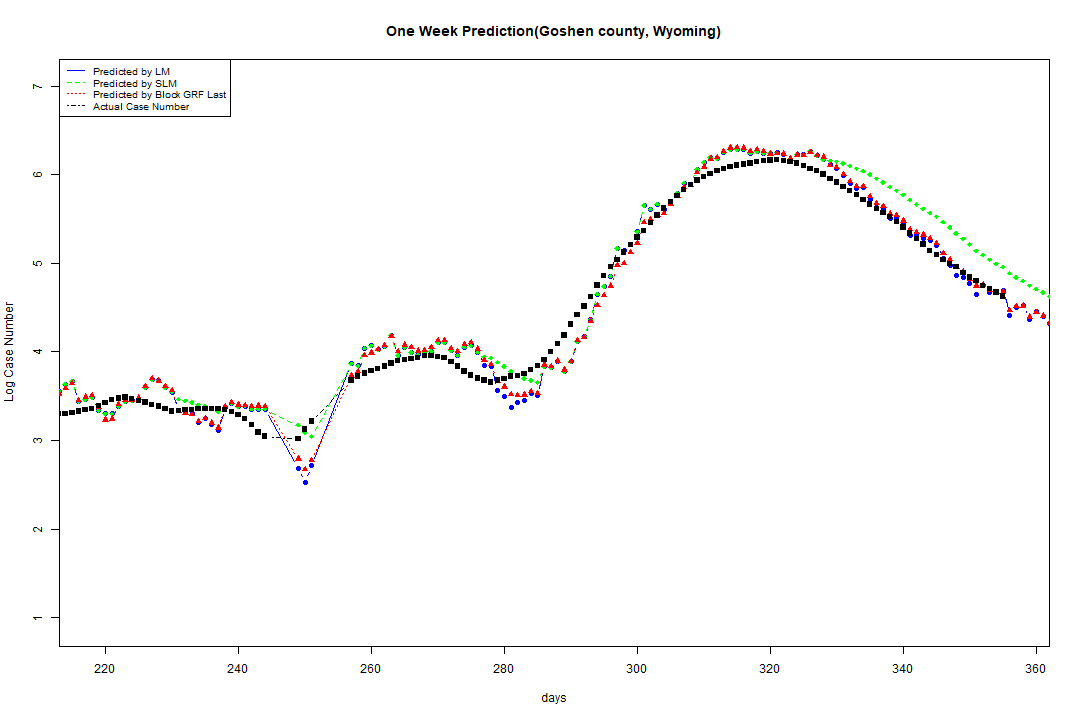 One Week Prediction(Goshen county, Wyoming)
Predicted by LM
Predicted by SLM
Predicted by Block GRF Last
Actual Case Number
7
6
5
4
3
2
1
Log Case Number
220 240 260 280 300 320 340 360
days